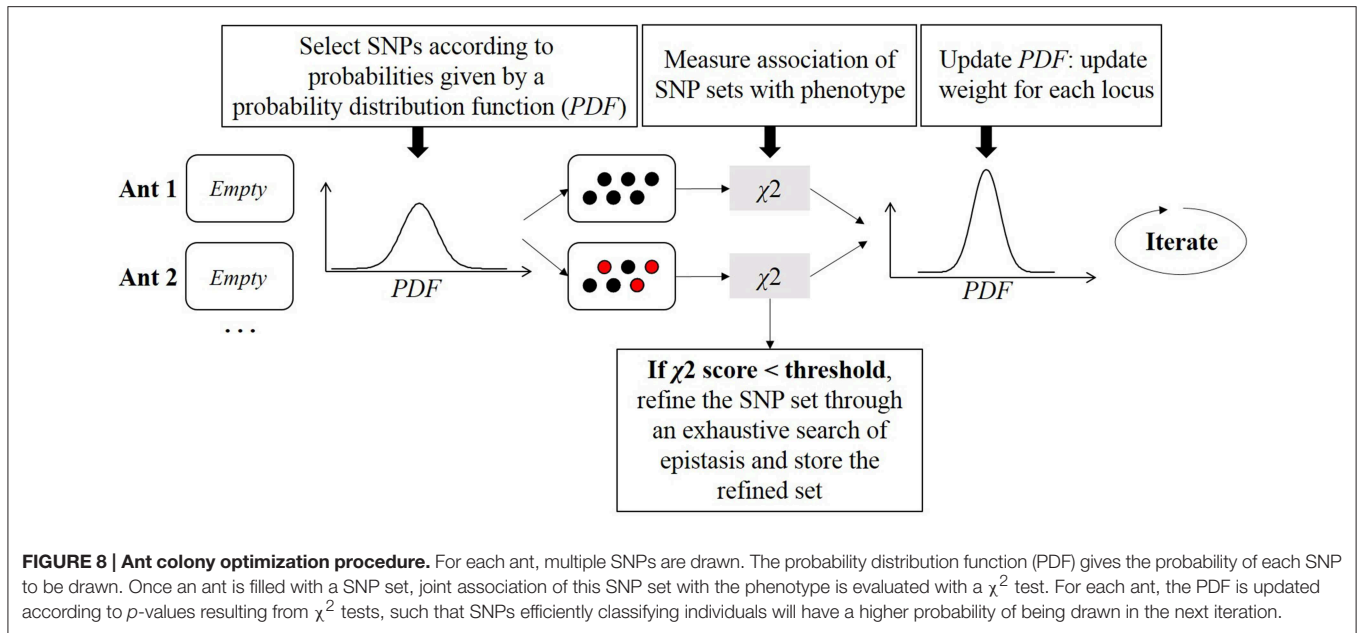 Select SNPs according to
probabilities given by a
probability distribution function (PDF)
Measure association of
SNP sets with phenotype
Update PDF: update
weight for each locus
Ant 1
Empty
χ2
Ant 2
Empty
χ2
...
PDF
PDF
Iterate
If χ2 score < threshold,
refine the SNP set through
an exhaustive search of
epistasis and store the
refined set
FIGURE 8 | Ant colony optimization procedure. For each ant, multiple SNPs are drawn. The probability distribution function (PDF) gives the probability of each SNP
to be drawn. Once an ant is filled with a SNP set, joint association of this SNP set with the phenotype is evaluated with a χ² test. For each ant, the PDF is updated
according to p-values resulting from χ² tests, such that SNPs efficiently classifying individuals will have a higher probability of being drawn in the next iteration.